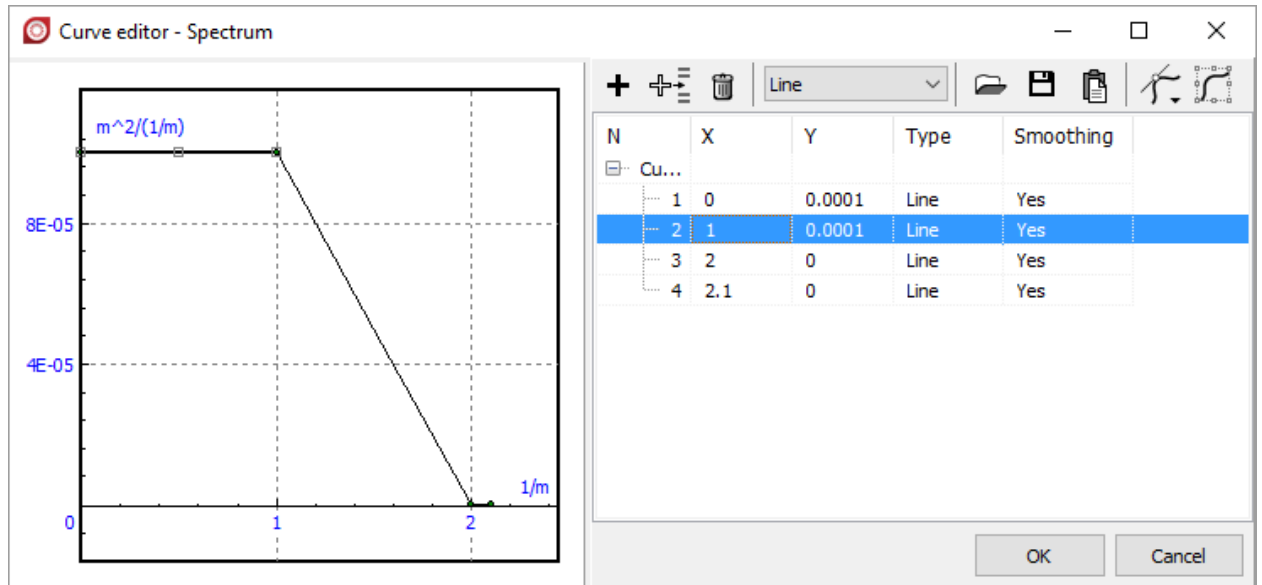 Curve editor - Spectrum
m^2/(1/m)
8E-05
4E-05
1/m
0 1 2
Line
N X Y Type Smoothing
Cu...
1 0 0.0001 Line Yes
2 1 0.0001 Line Yes
3 2 0 Line Yes
4 2.1 0 Line Yes
OK Cancel